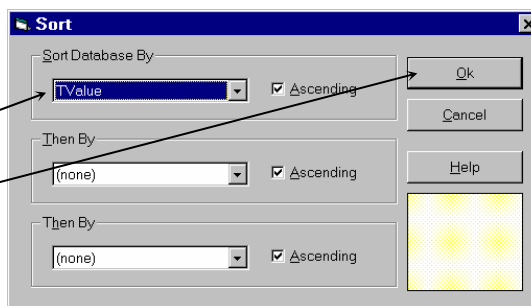 Sort
Sort Database By
TValue
Ascending
Then By
(none)
Ascending
Then By
(none)
Ascending
Ok
Cancel
Help